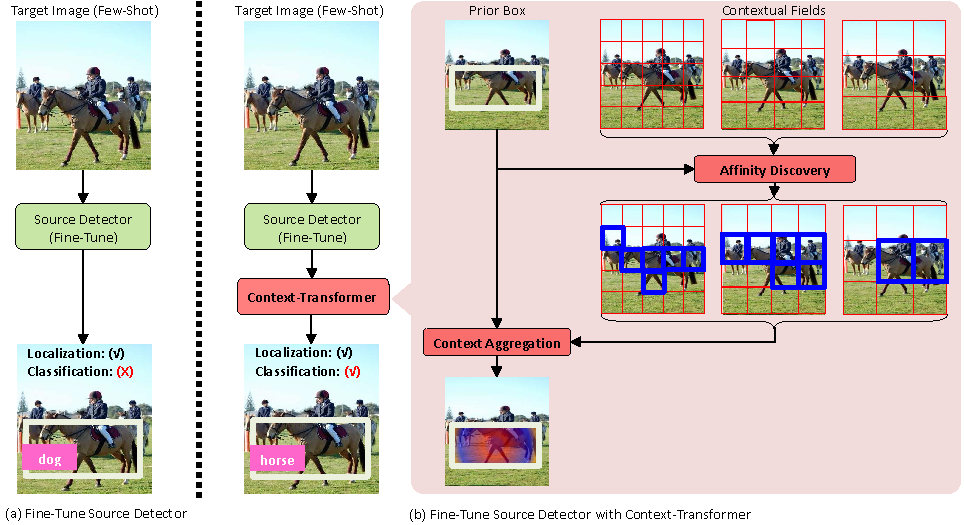 Target Image (Few-Shot)
Source Detector
(Fine-Tune)
Localization: (√)
Classification: (X)
dog
(a) Fine-Tune Source Detector
Target Image (Few-Shot)
Source Detector
(Fine-Tune)
Context-Transformer
Localization: (√)
Classification: (√)
horse
Prior Box
Contextual Fields
Affinity Discovery
Context Aggregation
(b) Fine-Tune Source Detector with Context-Transformer